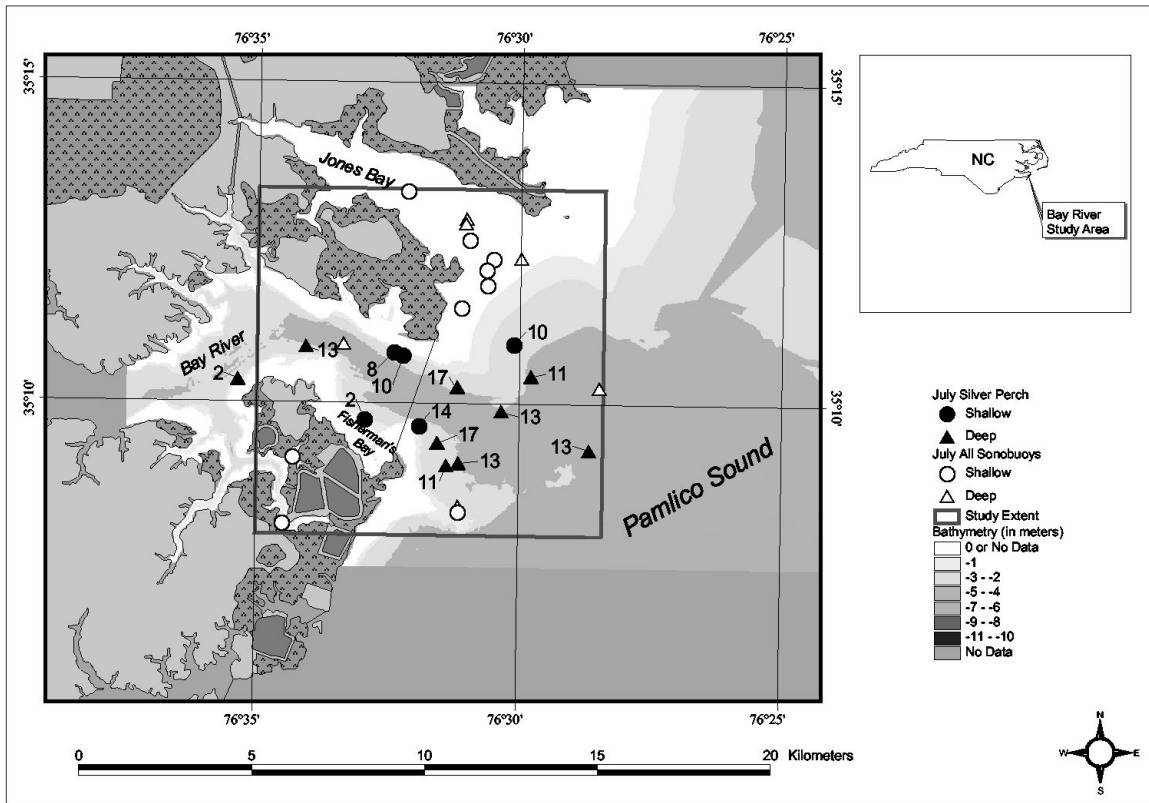 76°35'
76°30'
76°25'
35°15'
35°15'
Jones Bay
NC
Bay River
Study Area
Bay River
13
8
10
10
17
11
2
35°10'
35°10'
2
14
13
Fisherman's
Bay
17
13
11
13
Pamlico Sound
July Silver Perch
Shallow
Deep
July All Sonobuoys
Shallow
Deep
Study Extent
Bathymetry (in meters)
0 or No Data
-1
-3 - -2
-5 - -4
-7 - -6
-9 - -8
-11 - -10
No Data
76°35'
76°30'
76°25'
0 5 10 15 20 Kilometers
N
W E
S